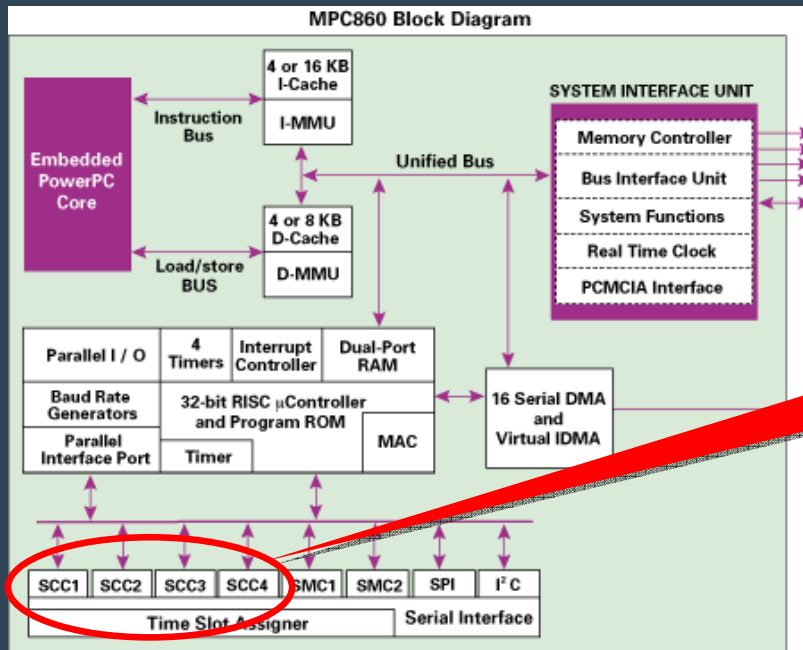 MPC860 Block Diagram
Embedded
PowerPC
Core
Instruction
Bus
4 or 16 KB
I-Cache
I-MMU
Unified Bus
4 or 8 KB
D-Cache
D-MMU
Load/store
BUS
SYSTEM INTERFACE UNIT
Memory Controller
Bus Interface Unit
System Functions
Real Time Clock
PCMCIA Interface
Parallel I / O
4
Timers
Interrupt
Controller
Dual-Port
RAM
Baud Rate
Generators
32-bit RISC µController
and Program ROM
MAC
Parallel
Interface Port
Timer
16 Serial DMA
and
Virtual IDMA
SCC1
SCC2
SCC3
SCC4
SMC1
SMC2
SPI
I² C
Time Slot Assigner
Serial Interface